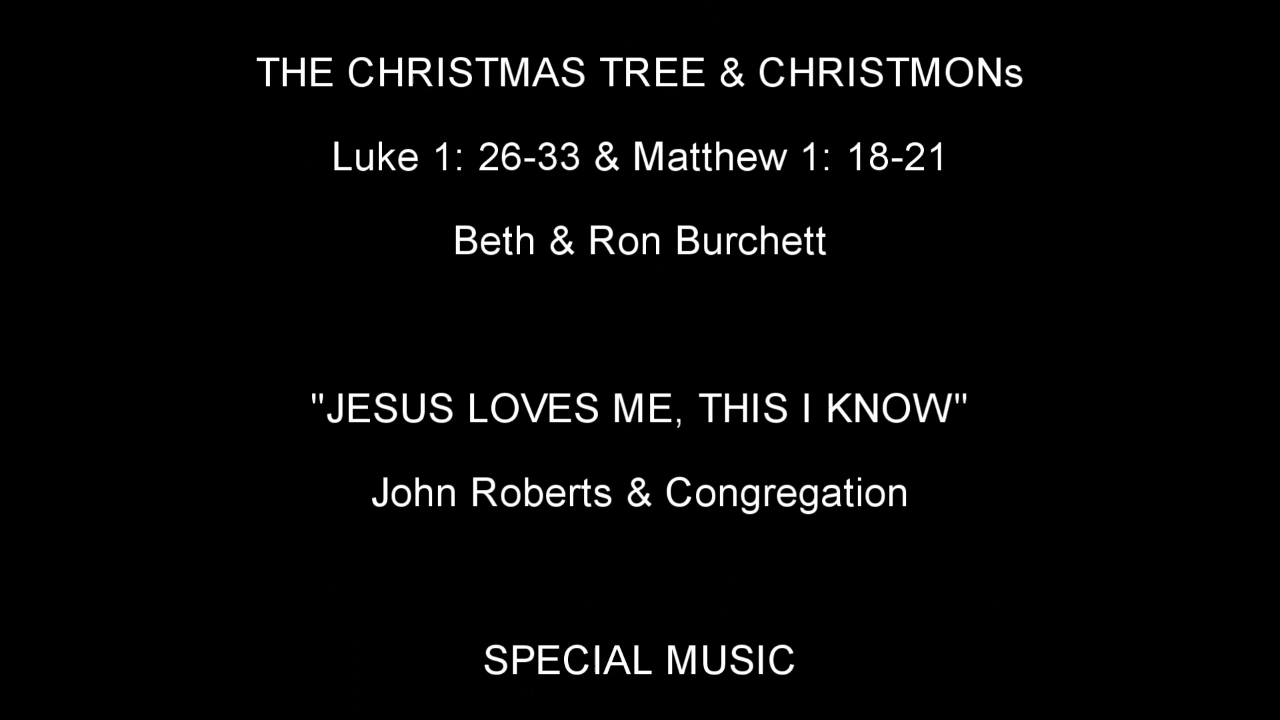 THE CHRISTMAS TREE & CHRISTMONs
Luke 1: 26-33 & Matthew 1: 18-21
Beth & Ron Burchett
"JESUS LOVES ME, THIS I KNOW"
John Roberts & Congregation
SPECIAL MUSIC